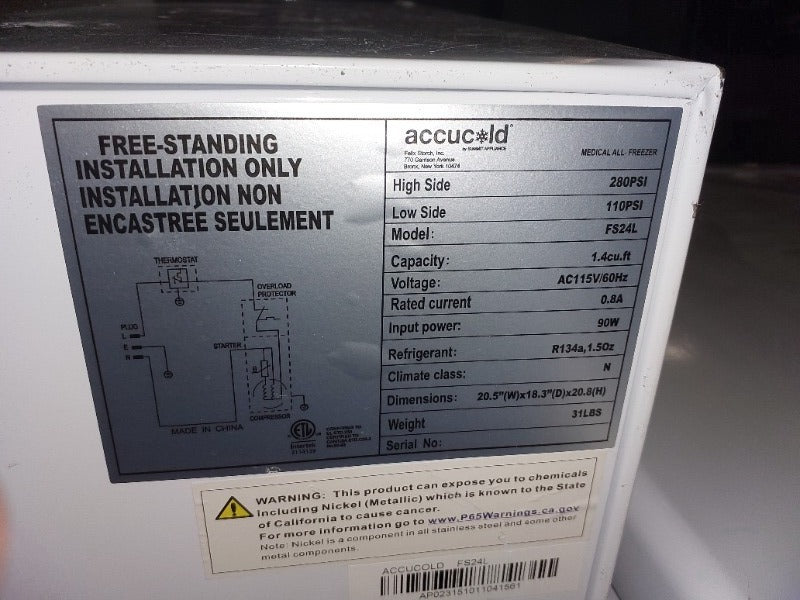 FREE-STANDING
INSTALLATION ONLY
INSTALLATION NON
ENCASTREÉ SEULEMENT
THERMOSTAT
OVERLOAD
PROTECTOR
PLUG
L
E
N
STARTER
COMPRESSOR
MADE IN CHINA
ETL
Intertek
accucold
by SUMMIT APPLIANCE
Felix Storch, Inc.
770 Garrison Avenue
Bronx, New York 10474
MEDICAL ALL-FREEZER
High Side 280PSI
Low Side 110PSI
Model: FS24L
Capacity: 1.4cu.ft
Voltage: AC115V/60Hz
Rated current 0.8A
Input power: 90W
Refrigerant: R134a,1.5Oz
Climate class: N
Dimensions: 20.5"(W)x18.3"(D)x20.8(H)
Weight 31LBS
Serial No:
WARNING: This product can expose you to chemicals
including Nickel (Metallic) which is known to the State
of California to cause cancer.
For more information go to www.P65Warnings.ca.gov
Note: Nickel is a component in all stainless steel and some other
metal components.
ACCUCOLD FS24L
AP023151011041561